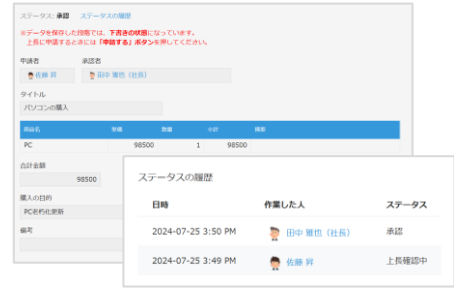 ステータス: 承認 ステータスの履歴
※データを保存した段階では、下書きの状態になっています。
上長に申請するときには「申請する」ボタンを押してください。
申請者 承認者
佐藤 昇 田中 雅也（社長）
タイトル
パソコンの購入
商品名 単価 数量 小計 摘要
PC 98500 1 98500
合計金額
98500
購入の目的
PC老朽化更新
備考
ステータスの履歴
日時 作業した人 ステータス
2024-07-25 3:50 PM 田中 雅也（社長） 承認
2024-07-25 3:49 PM 佐藤 昇 上長確認中